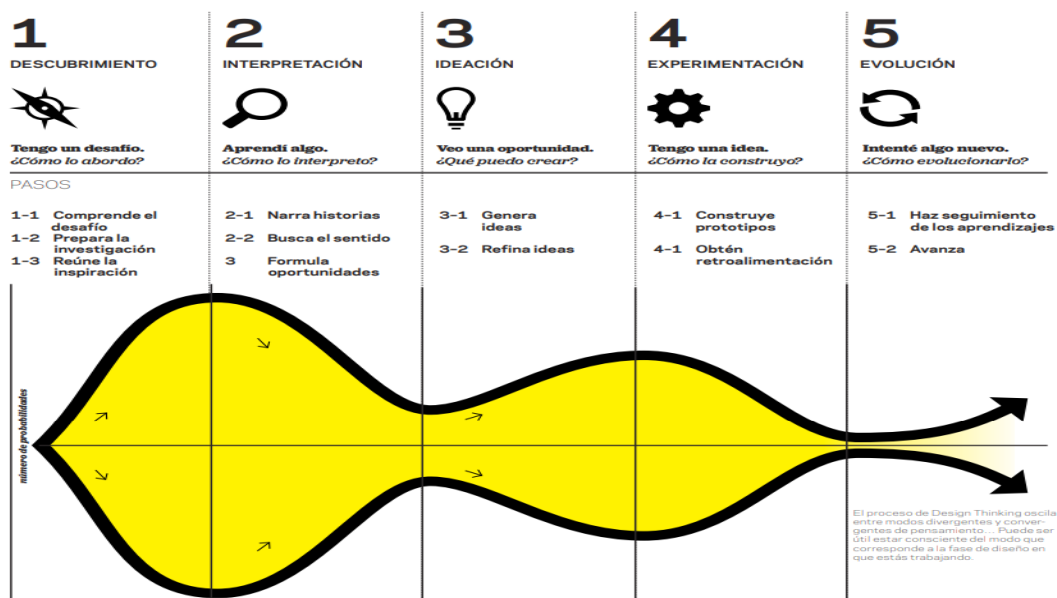 1
DESCUBRIMIENTO
Tengo un desafío.
¿Cómo lo abordo?
2
INTERPRETACIÓN
Aprendí algo.
¿Cómo lo interpreto?
3
IDEACIÓN
Veo una oportunidad.
¿Qué puedo crear?
4
EXPERIMENTACIÓN
Tengo una idea.
¿Cómo la construyo?
5
EVOLUCIÓN
Intenté algo nuevo.
¿Cómo evolucionarlo?
PASOS
1-1 Comprende el
desafío
1-2 Prepara la
investigación
1-3 Reúne la
inspiración
2-1 Narra historias
2-2 Busca el sentido
3 Formula
oportunidades
3-1 Genera
ideas
3-2 Refina ideas
4-1 Construye
prototipos
4-1 Obtén
retroalimentación
5-1 Haz seguimiento
de los aprendizajes
5-2 Avanza
número de probabilidades
El proceso de Design Thinking oscila
entre modos divergentes y conver-
gentes de pensamiento.... Puede ser
útil estar consciente del modo que
corresponde a la fase de diseño en
que estás trabajando.